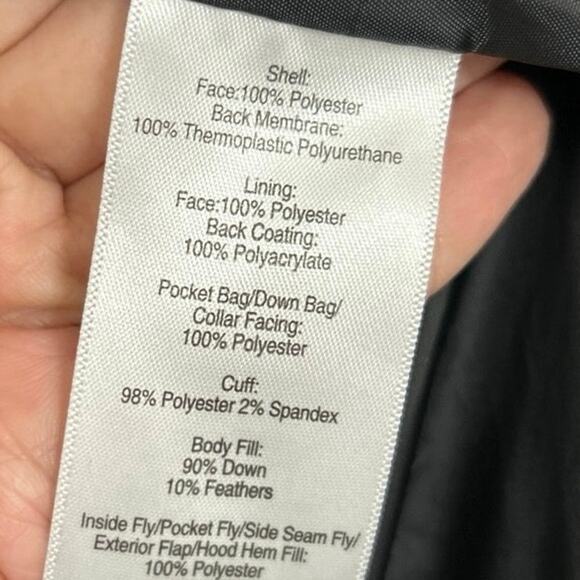 Shell:
Face:100% Polyester
Back Membrane:
100% Thermoplastic Polyurethane
Lining:
Face:100% Polyester
Back Coating:
100% Polyacrylate
Pocket Bag/Down Bag/
Collar Facing:
100% Polyester
Cuff:
98% Polyester 2% Spandex
Body Fill:
90% Down
10% Feathers
Inside Fly/Pocket Fly/Side Seam Fly/
Exterior Flap/Hood Hem Fill:
100% Polyester